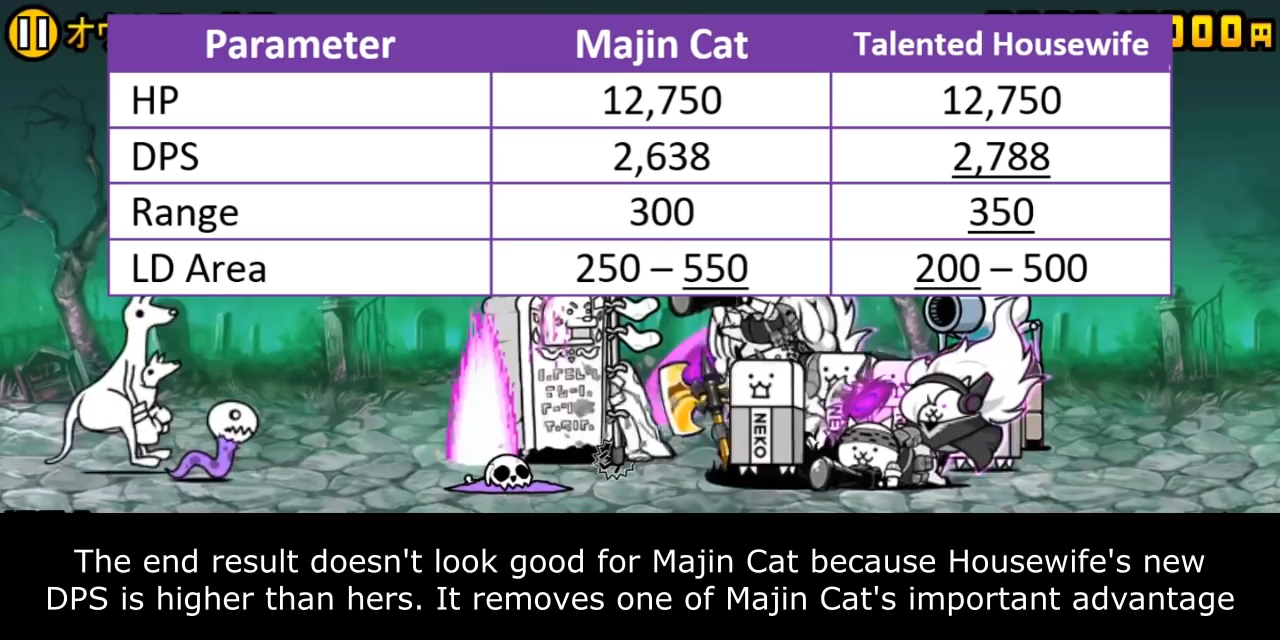 Parameter Majin Cat Talented Housewife
HP 12,750 12,750
DPS 2,638 2,788
Range 300 350
LD Area 250 – 550 200 – 500
NEKO
The end result doesn't look good for Majin Cat because Housewife's new
DPS is higher than hers. It removes one of Majin Cat's important advantage